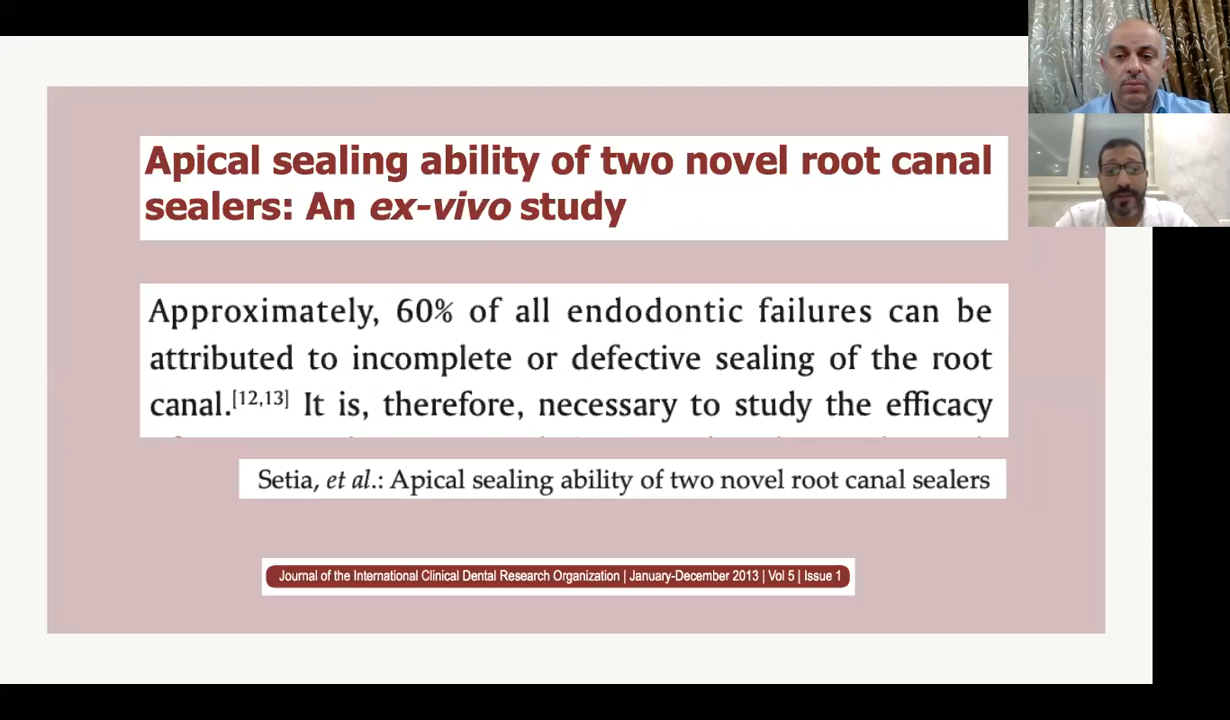 Apical sealing ability of two novel root canal
sealers: An ex-vivo study
Approximately, 60% of all endodontic failures can be
attributed to incomplete or defective sealing of the root
canal.[12,13] It is, therefore, necessary to study the efficacy
Setia, et al.: Apical sealing ability of two novel root canal sealers
Journal of the International Clinical Dental Research Organization | January-December 2013 | Vol 5 | Issue 1